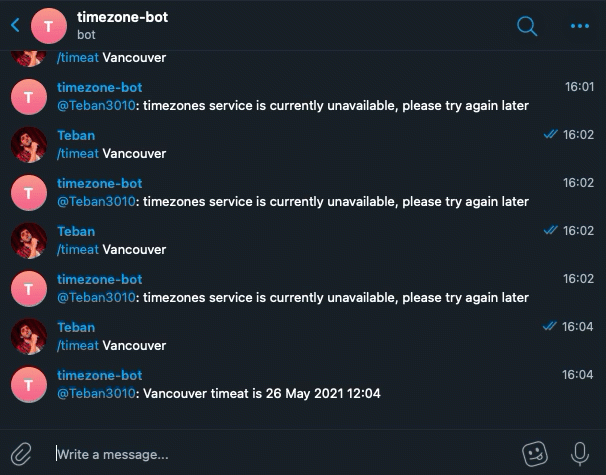 timezone-bot
bot
T
/timeat Vancouver
timezone-bot 16:01
T
@Teban3010: timezones service is currently unavailable, please try again later
Teban 16:02
/timeat Vancouver
timezone-bot 16:02
T
@Teban3010: timezones service is currently unavailable, please try again later
Teban 16:02
/timeat Vancouver
timezone-bot 16:02
T
@Teban3010: timezones service is currently unavailable, please try again later
Teban 16:04
/timeat Vancouver
timezone-bot 16:04
T
@Teban3010: Vancouver timeat is 26 May 2021 12:04
Write a message...